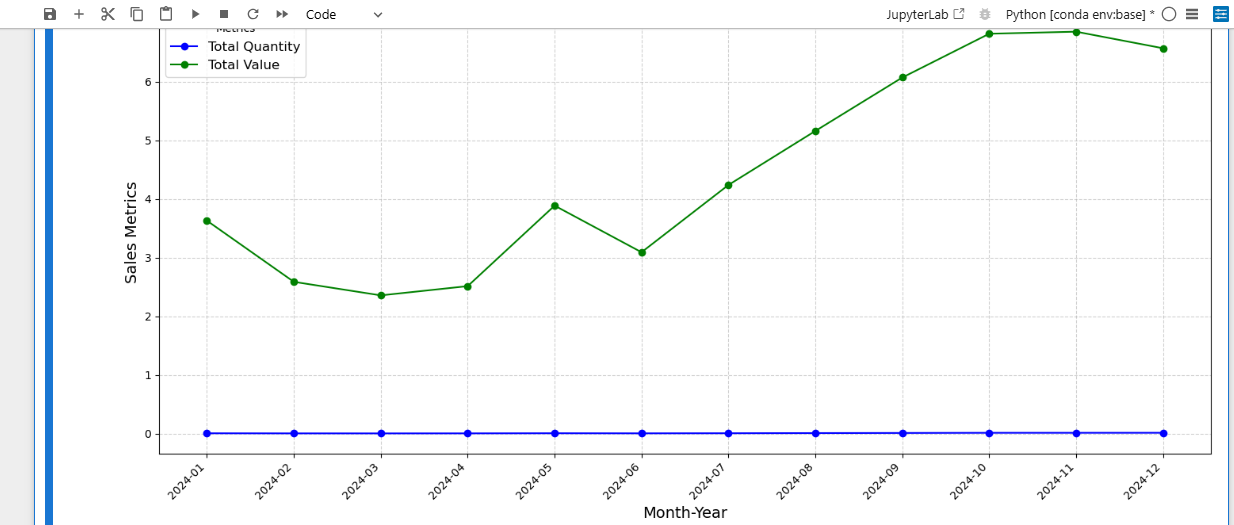 Code
JupyterLab
Python [conda env:base] *
Metrics
Total Quantity
Total Value
6
5
4
3
2
1
0
Sales Metrics
2024-01
2024-02
2024-03
2024-04
2024-05
2024-06
2024-07
2024-08
2024-09
2024-10
2024-11
2024-12
Month-Year